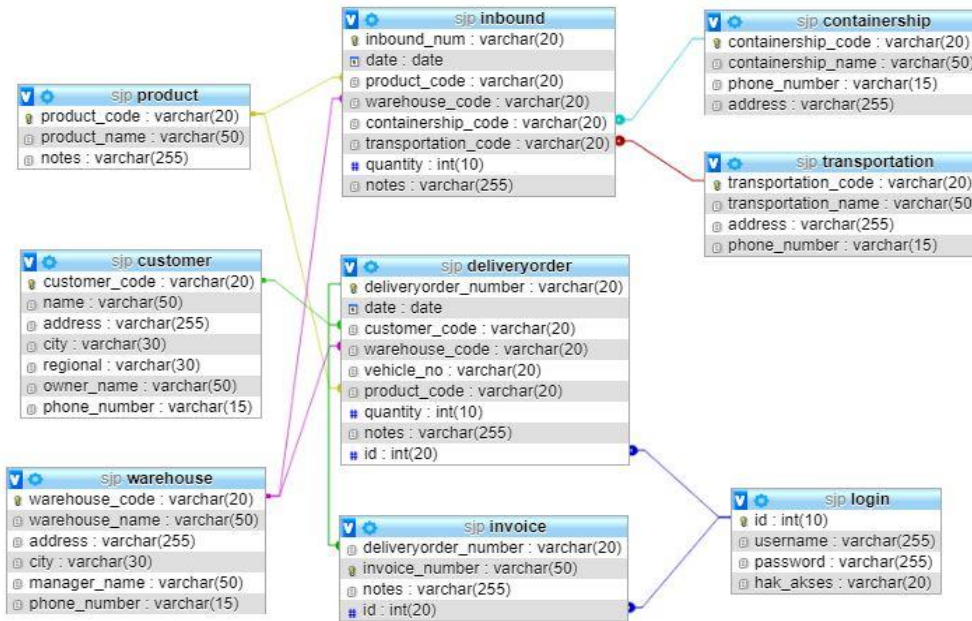 sjp product
product_code : varchar(20)
product_name : varchar(50)
notes : varchar(255)
sjp customer
customer_code : varchar(20)
name : varchar(50)
address : varchar(255)
city : varchar(30)
regional : varchar(30)
owner_name : varchar(50)
phone_number : varchar(15)
sjp warehouse
warehouse_code : varchar(20)
warehouse_name : varchar(50)
address : varchar(255)
city : varchar(30)
manager_name : varchar(50)
phone_number : varchar(15)
sjp inbound
inbound_num : varchar(20)
date : date
product_code : varchar(20)
warehouse_code : varchar(20)
containership_code : varchar(20)
transportation_code : varchar(20)
# quantity : int(10)
notes : varchar(255)
sjp deliveryorder
deliveryorder_number : varchar(20)
date : date
customer_code : varchar(20)
warehouse_code : varchar(20)
vehicle_no : varchar(20)
product_code : varchar(20)
# quantity : int(10)
notes : varchar(255)
# id : int(20)
sjp invoice
deliveryorder_number : varchar(20)
invoice_number : varchar(50)
notes : varchar(255)
# id : int(20)
sjp containership
containership_code : varchar(20)
containership_name : varchar(50)
phone_number : varchar(15)
address : varchar(255)
sjp transportation
transportation_code : varchar(20)
transportation_name : varchar(50
address : varchar(255)
phone_number : varchar(15)
sjp login
id : int(10)
username : varchar(255)
password : varchar(255)
hak_akses : varchar(20)